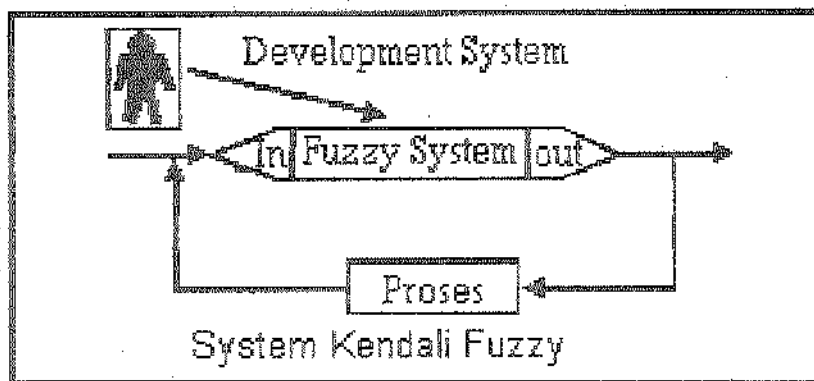 Development System
In Fuzzy System out
Proses
System Kendali Fuzzy